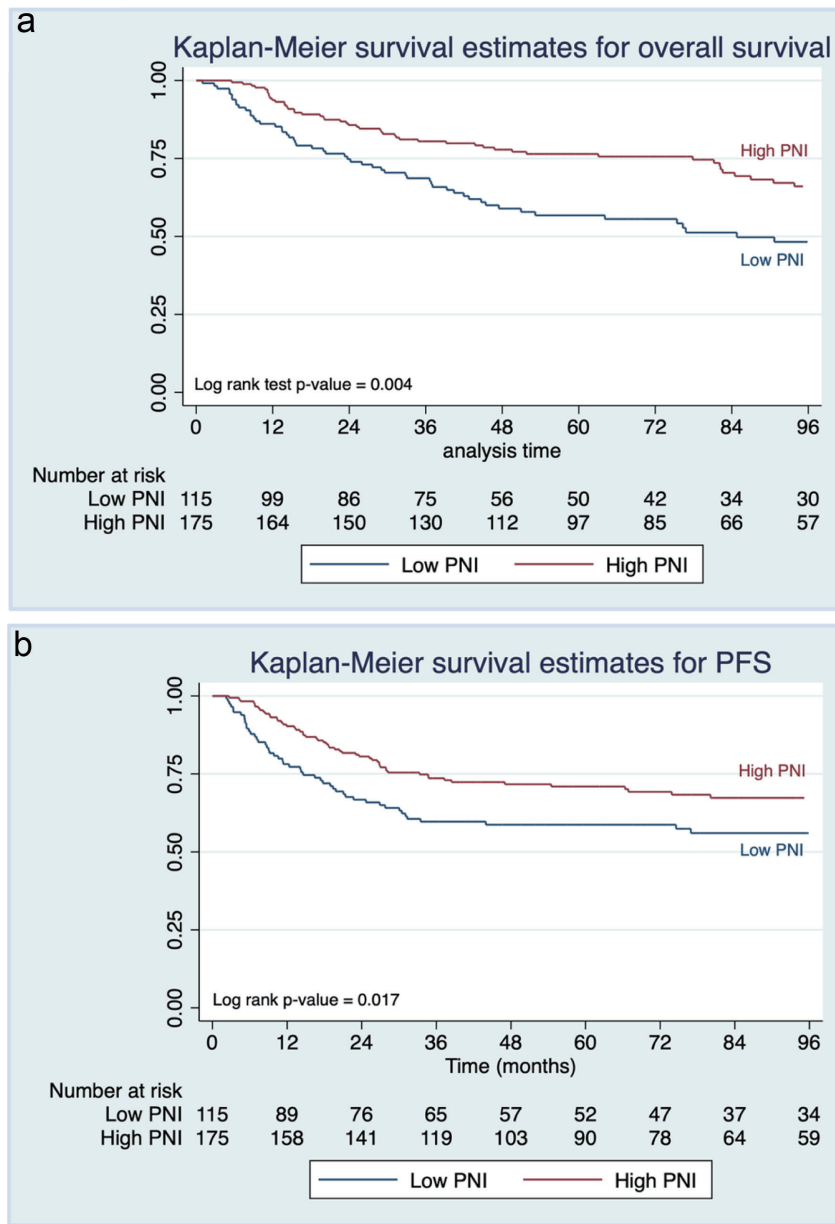 a
Kaplan-Meier survival estimates for overall survival
1.00
0.75
0.50
0.25
0.00
High PNI
Low PNI
Log rank test p-value = 0.004
0 12 24 36 48 60 72 84 96
analysis time
Number at risk
Low PNI 115 99 86 75 56 50 42 34 30
High PNI 175 164 150 130 112 97 85 66 57
Low PNI High PNI
b
Kaplan-Meier survival estimates for PFS
1.00
0.75
0.50
0.25
0.00
High PNI
Low PNI
Log rank p-value = 0.017
0 12 24 36 48 60 72 84 96
Time (months)
Number at risk
Low PNI 115 89 76 65 57 52 47 37 34
High PNI 175 158 141 119 103 90 78 64 59
Low PNI High PNI